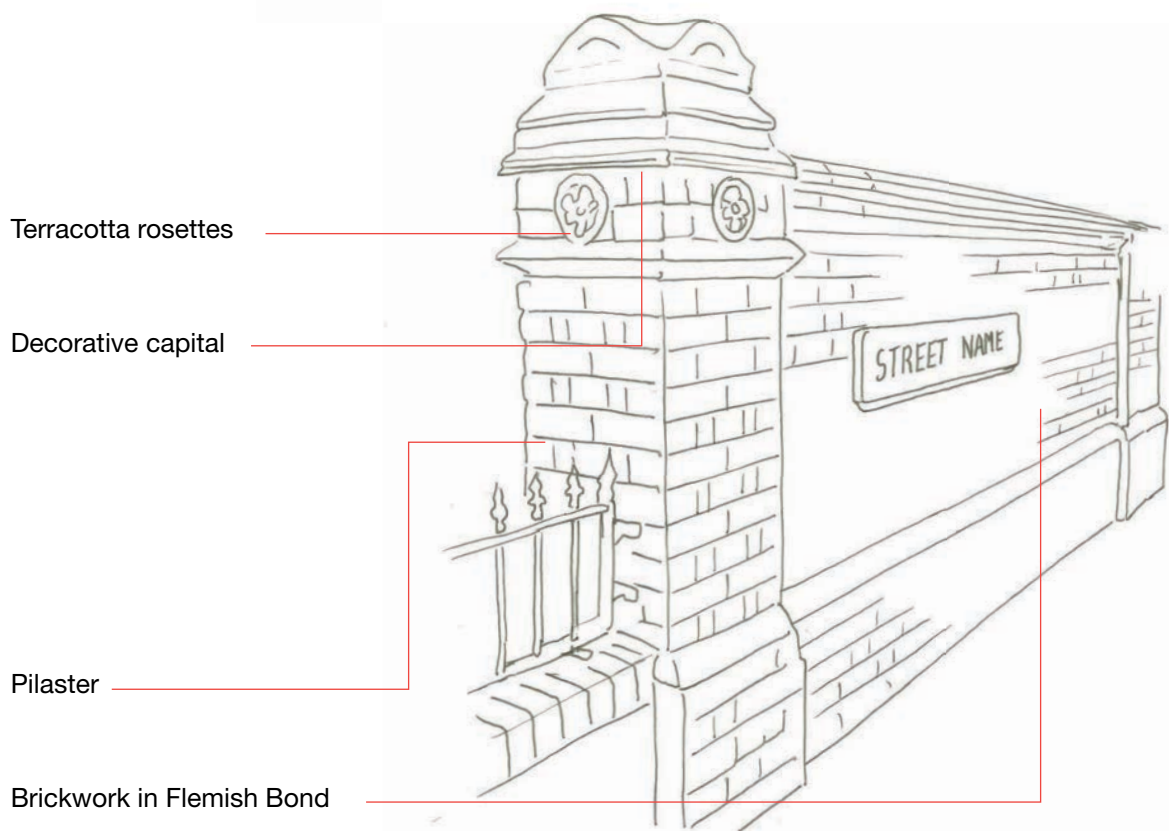 Terracotta rosettes
Decorative capital
STREET NAME
Pilaster
Brickwork in Flemish Bond